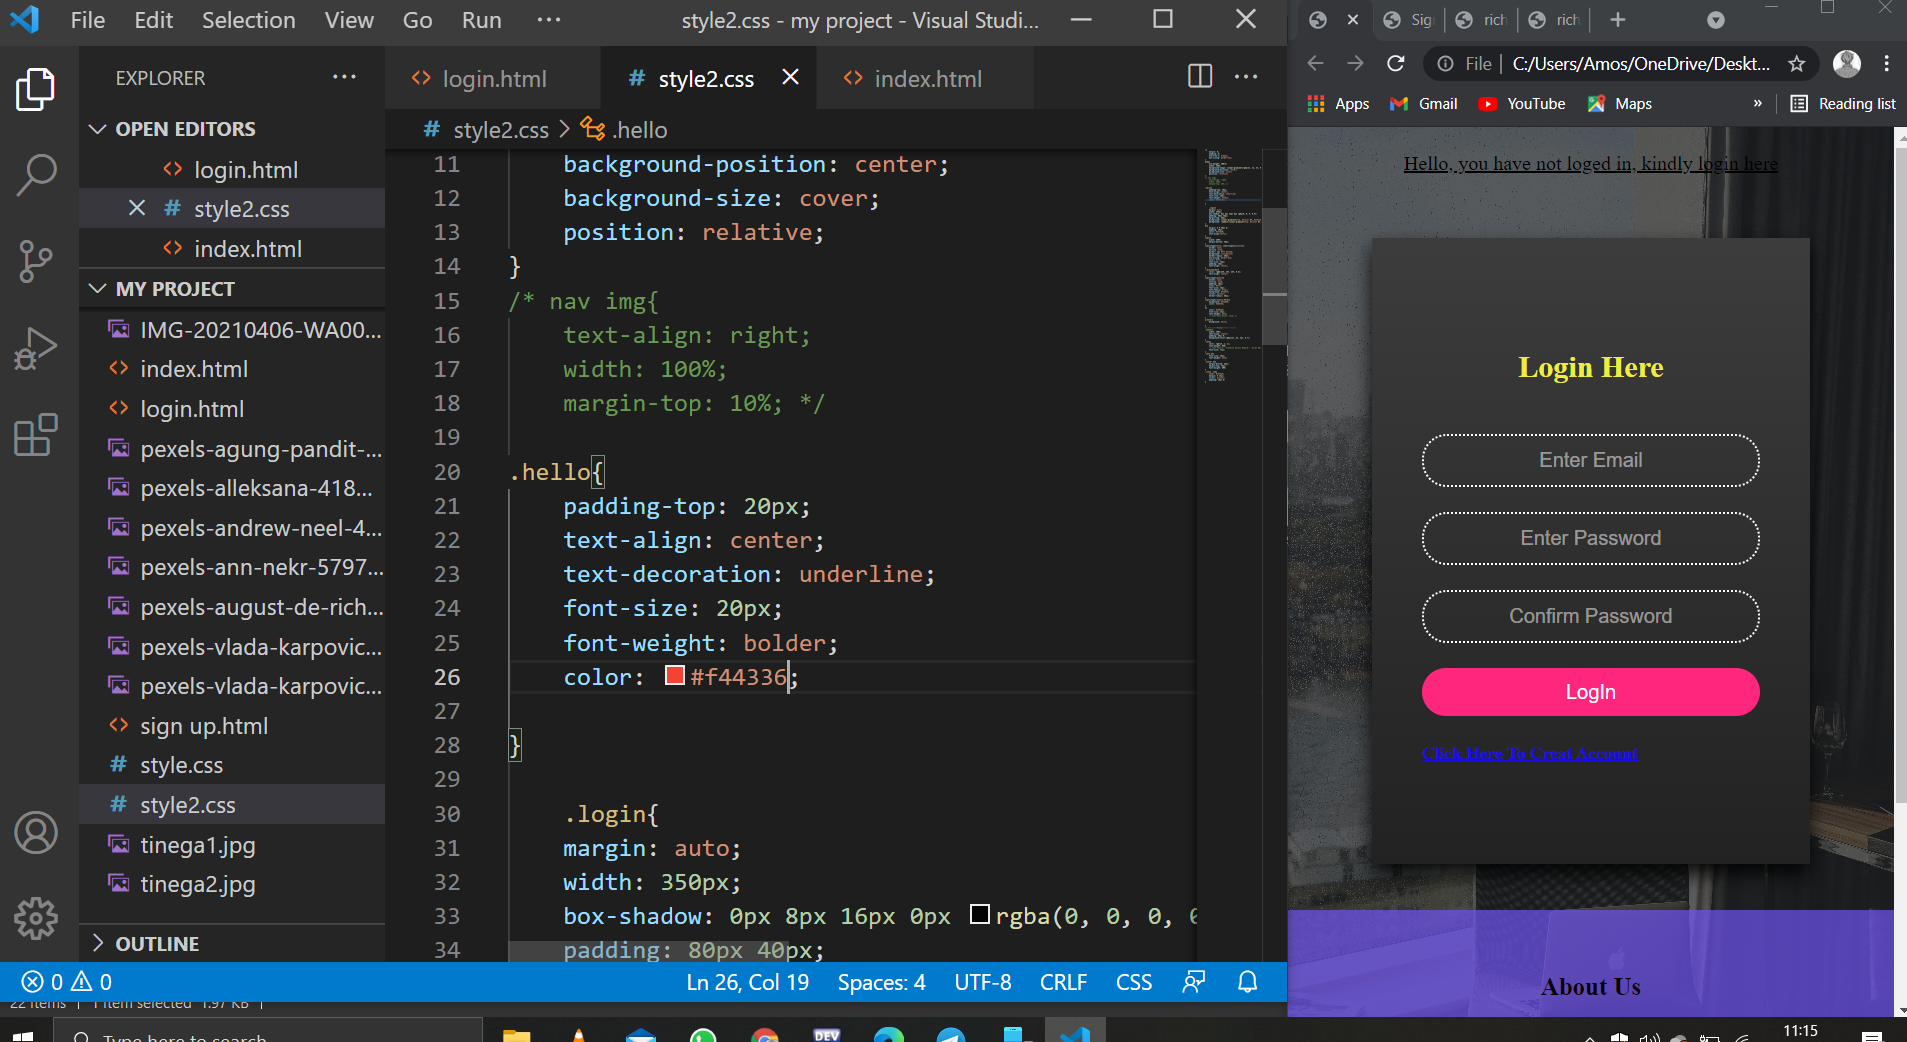 File Edit Selection View Go Run ··· style2.css - my project - Visual Studi...
EXPLORER ···
OPEN EDITORS
login.html
style2.css
index.html
MY PROJECT
IMG-20210406-WA00...
index.html
login.html
pexels-agung-pandit-...
pexels-alleksana-418...
pexels-andrew-neel-4...
pexels-ann-nekr-5797...
pexels-august-de-rich...
pexels-vlada-karpovic...
pexels-vlada-karpovic...
sign up.html
style.css
style2.css
tinega1.jpg
tinega2.jpg
OUTLINE
login.html # style2.css index.html
# style2.css > .hello
11 background-position: center;
12 background-size: cover;
13 position: relative;
14 }
15 /* nav img{
16 text-align: right;
17 width: 100%;
18 margin-top: 10%; */
19
20 .hello{
21 padding-top: 20px;
22 text-align: center;
23 text-decoration: underline;
24 font-size: 20px;
25 font-weight: bolder;
26 color: #f44336;
27
28 }
29
30 .login{
31 margin: auto;
32 width: 350px;
33 box-shadow: 0px 8px 16px 0px rgba(0, 0, 0, 0
34 padding: 80px 40px;
0 0 Ln 26, Col 19 Spaces: 4 UTF-8 CRLF CSS
22 items 1 item selected 1.97 KB
Type here to search
DEV
11:15
Sig rich rich
File C:/Users/Amos/OneDrive/Deskt...
Apps Gmail YouTube Maps » Reading list
Hello, you have not loged in, kindly login here
Login Here
Enter Email
Enter Password
Confirm Password
LogIn
Click Here To Creat Account
About Us